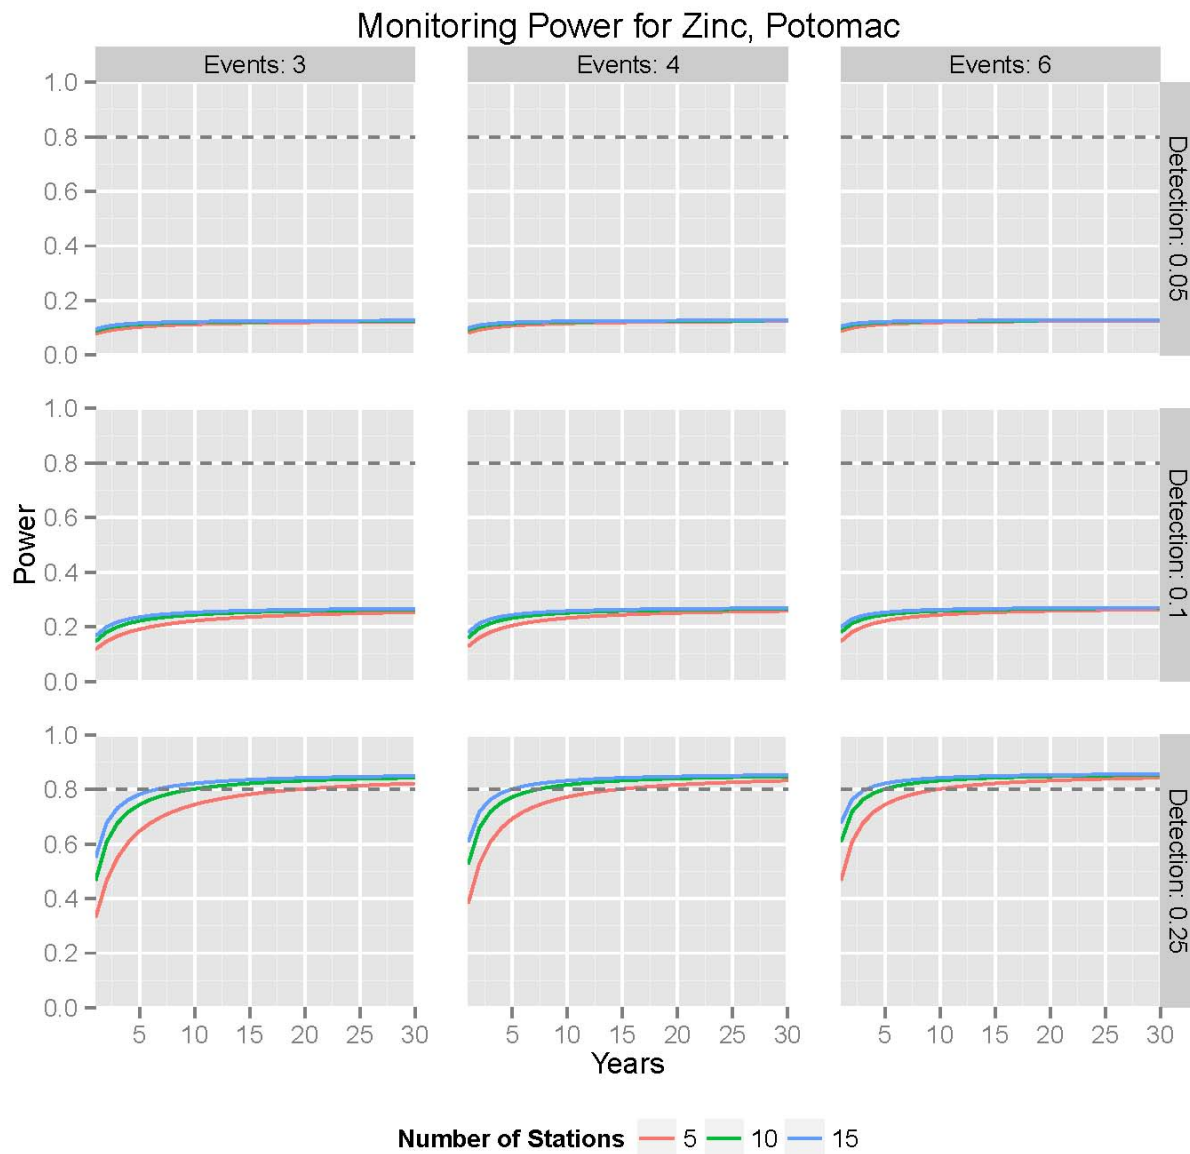 Monitoring Power for Zinc, Potomac
Events: 3
Events: 4
Events: 6
1.0
0.8
0.6
0.4
0.2
0.0
Detection: 0.05
1.0
0.8
0.6
0.4
0.2
0.0
Detection: 0.1
Power
1.0
0.8
0.6
0.4
0.2
0.0
Detection: 0.25
5 10 15 20 25 30
5 10 15 20 25 30
5 10 15 20 25 30
Years
Number of Stations 5 10 15